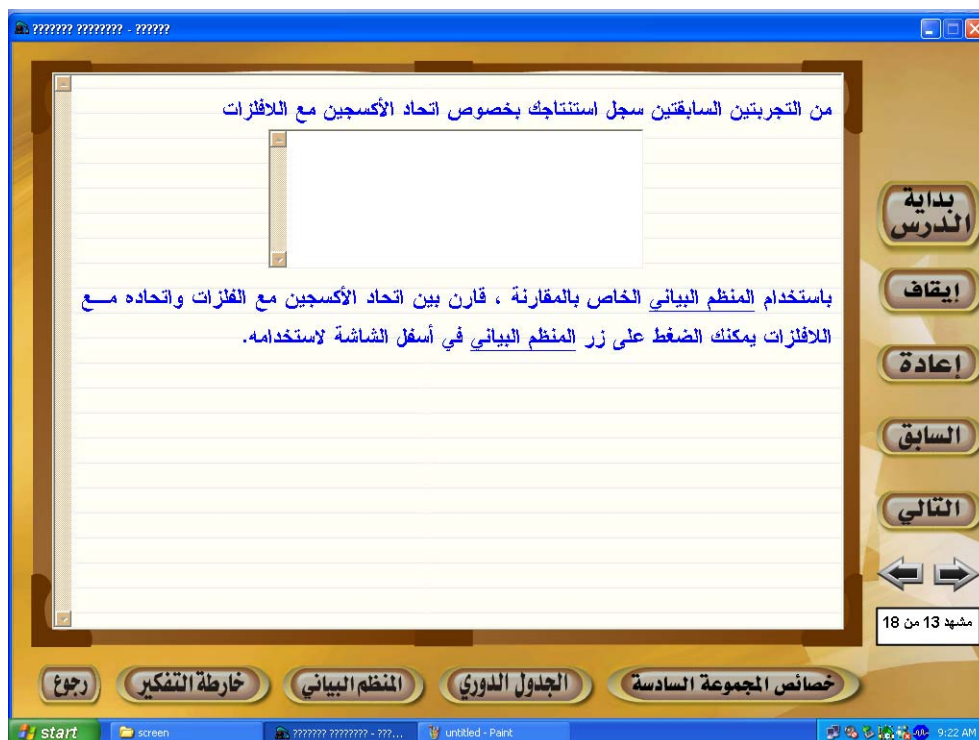 ??????? ???????? - ??????
من التجربتين السابقتين سجل استنتاجك بخصوص اتحاد الأكسجين مع اللافلزات
باستخدام المنظم البياني الخاص بالمقارنة ، قارن بين اتحاد الأكسجين مع الفلزات واتحاده مـــع
اللافلزات يمكنك الضغط على زر المنظم البياني في أسفل الشاشة لاستخدامه.
بداية
الدرس
إيقاف
إعادة
السابق
التالي
مشهد 13 من 18
خصائص المجموعة السادسة
الجدول الدوري
المنظم البياني
خارطة التفكير
رجوع
start
screen
??????? ???????? - ???...
untitled - Paint
9:22 AM